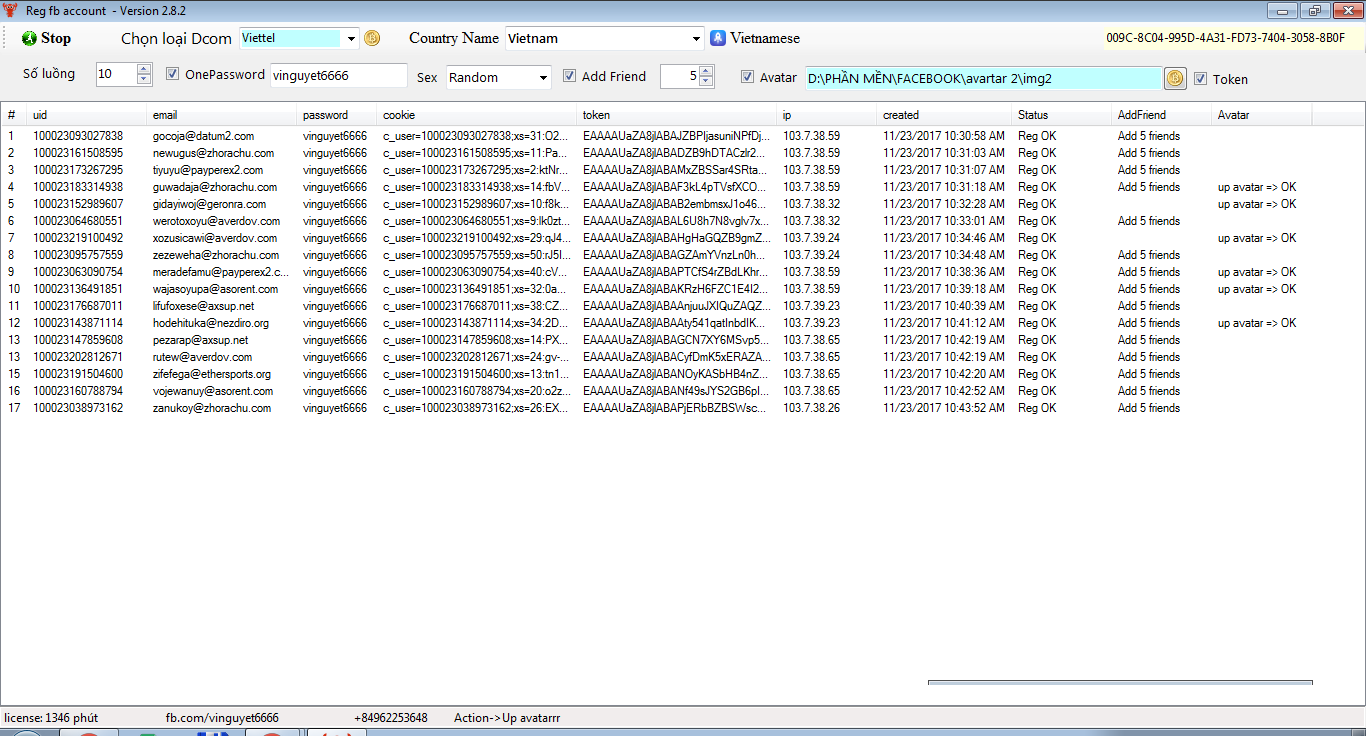 Reg fb account - Version 2.8.2
Stop Chọn loại Dcom Viettel Country Name Vietnam Vietnamese 009C-8C04-995D-4A31-FD73-7404-3058-8B0F
Số luồng 10 OnePassword vinguyet6666 Sex Random Add Friend 5 Avatar D:\PHẦN MỀN\FACEBOOK\avartar 2\img2 Token
# uid email password cookie token ip created Status AddFriend Avatar
1 100023093027838 gocoja@datum2.com vinguyet6666 c_user=100023093027838;xs=31:O2... 103.7.38.59 11/23/2017 10:30:58 AM Reg OK Add 5 friends
2 100023161508595 newugus@zhorachu.com vinguyet6666 c_user=100023161508595;xs=11:Pa... 103.7.38.59 11/23/2017 10:31:03 AM Reg OK Add 5 friends
3 100023173267295 tiyuyu@payperex2.com vinguyet6666 c_user=100023173267295;xs=2:ktNr... 103.7.38.59 11/23/2017 10:31:07 AM Reg OK Add 5 friends
4 100023183314938 guwadaja@zhorachu.com vinguyet6666 c_user=100023183314938;xs=14:fbV... 103.7.38.59 11/23/2017 10:31:18 AM Reg OK Add 5 friends up avatar => OK
5 100023152989607 gidayiwoj@geronra.com vinguyet6666 c_user=100023152989607;xs=10:f8k... 103.7.38.32 11/23/2017 10:32:28 AM Reg OK up avatar => OK
6 100023064680551 werotoxoyu@averdov.com vinguyet6666 c_user=100023064680551;xs=9:lk0zt... 103.7.38.32 11/23/2017 10:33:01 AM Reg OK Add 5 friends
7 100023219100492 xozusicawi@averdov.com vinguyet6666 c_user=100023219100492;xs=29:qJ4... 103.7.39.24 11/23/2017 10:34:46 AM Reg OK up avatar => OK
8 100023095757559 zezeweha@zhorachu.com vinguyet6666 c_user=100023095757559;xs=50:rJ5l... 103.7.39.24 11/23/2017 10:34:48 AM Reg OK Add 5 friends
9 100023063090754 meradefamu@payperex2.c... vinguyet6666 c_user=100023063090754;xs=40:cV... 103.7.38.59 11/23/2017 10:38:36 AM Reg OK Add 5 friends up avatar => OK
10 100023136491851 wajasoyupa@asorent.com vinguyet6666 c_user=100023136491851;xs=32:0a... 103.7.38.59 11/23/2017 10:39:18 AM Reg OK Add 5 friends up avatar => OK
11 100023176687011 lifufoxese@axsup.net vinguyet6666 c_user=100023176687011;xs=38:CZ... 103.7.39.23 11/23/2017 10:40:39 AM Reg OK Add 5 friends
12 100023143871114 hodehituka@nezdiro.org vinguyet6666 c_user=100023143871114;xs=34:2D... 103.7.39.23 11/23/2017 10:41:12 AM Reg OK Add 5 friends up avatar => OK
13 100023147859608 pezarap@axsup.net vinguyet6666 c_user=100023147859608;xs=14:PX... 103.7.38.65 11/23/2017 10:42:19 AM Reg OK Add 5 friends
13 100023202812671 rutew@averdov.com vinguyet6666 c_user=100023202812671;xs=24:gv-... 103.7.38.65 11/23/2017 10:42:19 AM Reg OK Add 5 friends
15 100023191504600 zifefega@ethersports.org vinguyet6666 c_user=100023191504600;xs=13:tn1... 103.7.38.65 11/23/2017 10:42:20 AM Reg OK Add 5 friends
16 100023160788794 vojewanuy@asorent.com vinguyet6666 c_user=100023160788794;xs=20:o2z... 103.7.38.65 11/23/2017 10:42:52 AM Reg OK Add 5 friends
17 100023038973162 zanukoy@zhorachu.com vinguyet6666 c_user=100023038973162;xs=26:EX... 103.7.38.26 11/23/2017 10:43:52 AM Reg OK Add 5 friends
license: 1346 phút fb.com/vinguyet6666 +84962253648 Action->Up avatarrr